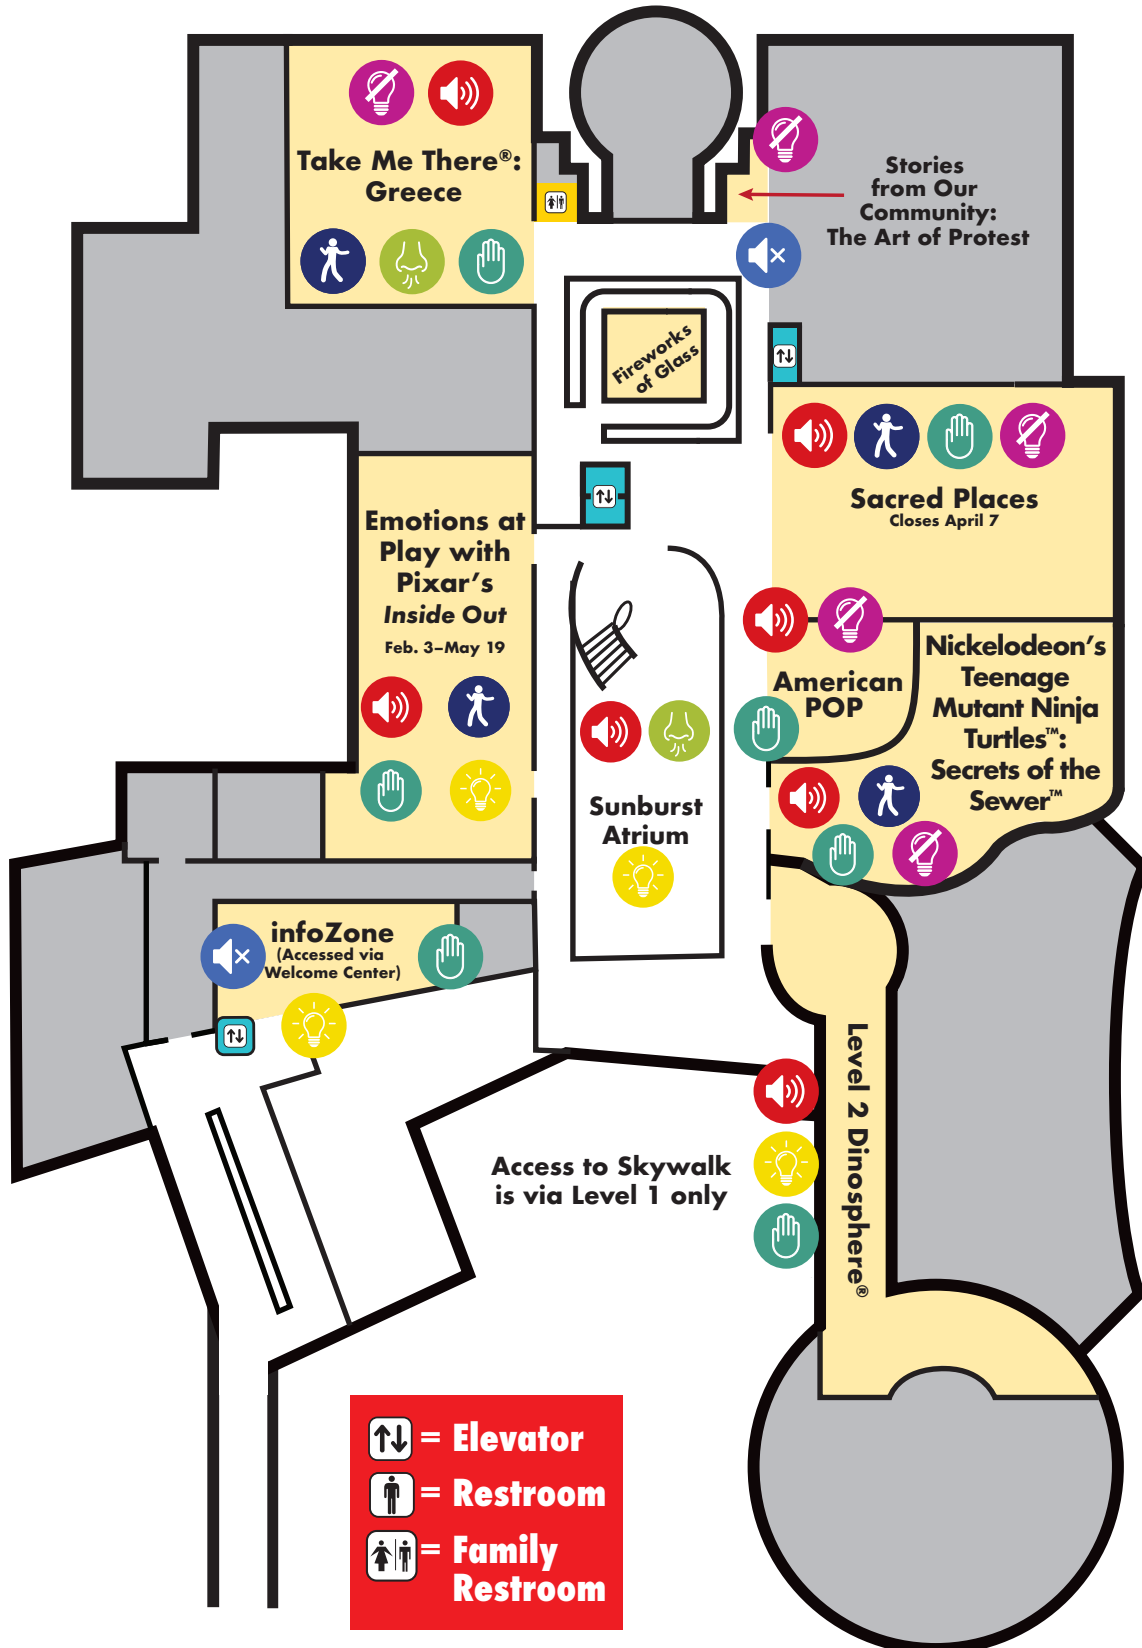 Take Me There®:
Greece
Stories
from Our
Community:
The Art of Protest
Fireworks
of Glass
Sacred Places
Closes April 7
Emotions at
Play with
Pixar's
Inside Out
Feb. 3–May 19
American
POP
Nickelodeon's
Teenage
Mutant Ninja
Turtles™:
Secrets of the
Sewer™
Sunburst
Atrium
infoZone
(Accessed via
Welcome Center)
Level 2 Dinosphere®
Access to Skywalk
is via Level 1 only
= Elevator
= Restroom
= Family
Restroom